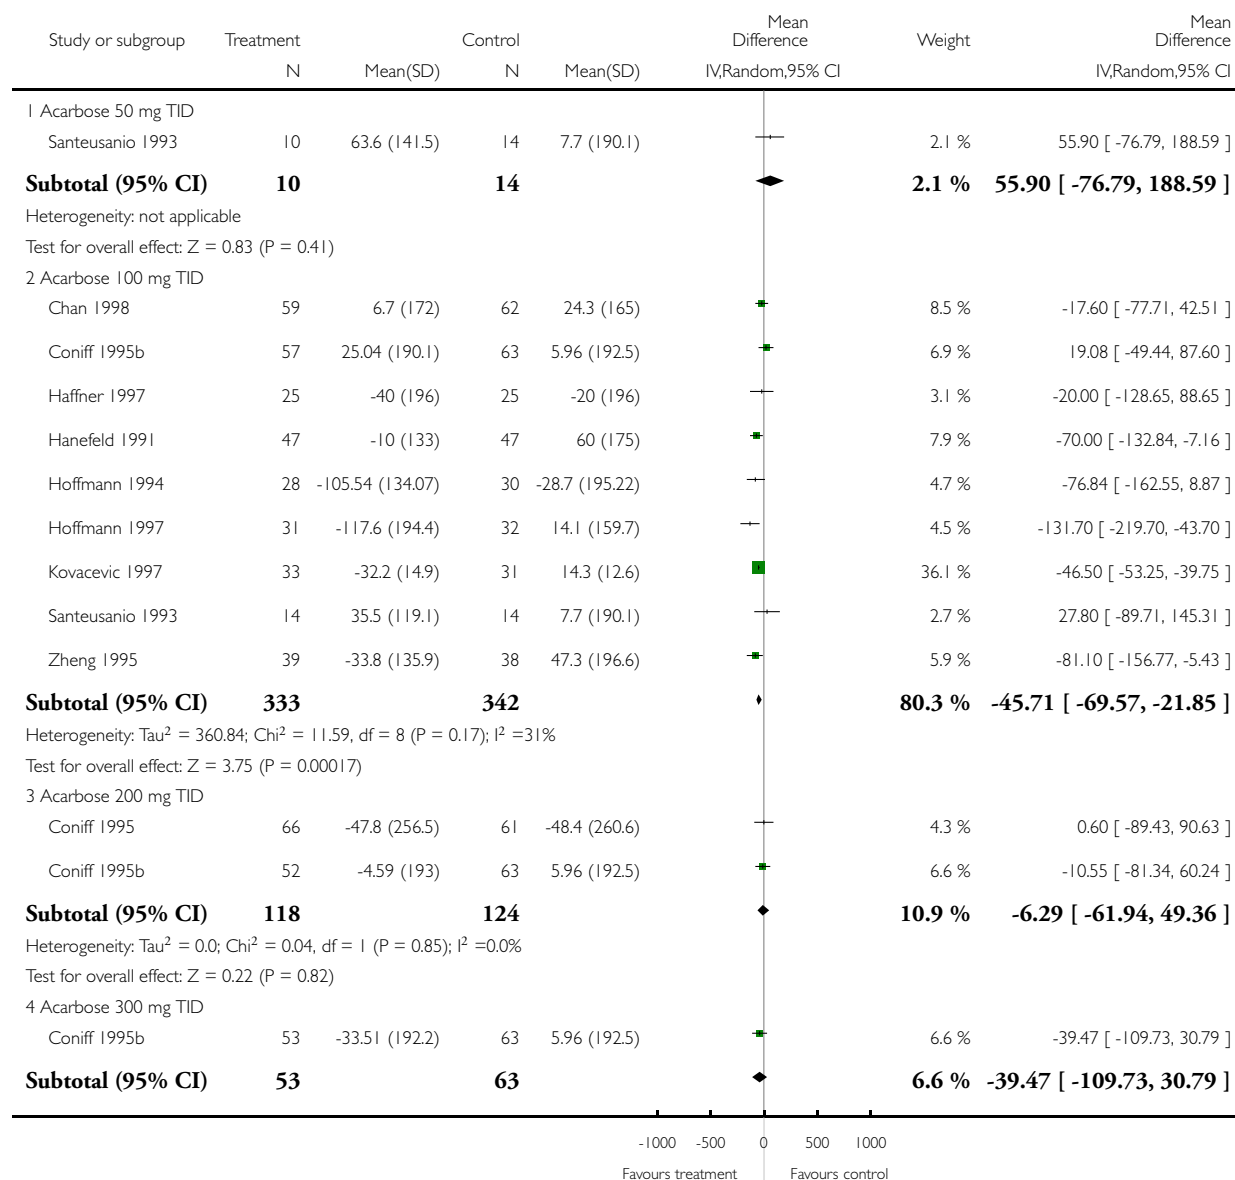 Mean Mean
Study or subgroup Treatment Control Difference Weight Difference
N Mean(SD) N Mean(SD) IV,Random,95% CI IV,Random,95% CI
1 Acarbose 50 mg TID
Santeusanio 1993 10 63.6 (141.5) 14 7.7 (190.1) 2.1 % 55.90 [ -76.79, 188.59 ]
Subtotal (95% CI) 10 14 2.1 % 55.90 [ -76.79, 188.59 ]
Heterogeneity: not applicable
Test for overall effect: Z = 0.83 (P = 0.41)
2 Acarbose 100 mg TID
Chan 1998 59 6.7 (172) 62 24.3 (165) 8.5 % -17.60 [ -77.71, 42.51 ]
Coniff 1995b 57 25.04 (190.1) 63 5.96 (192.5) 6.9 % 19.08 [ -49.44, 87.60 ]
Haffner 1997 25 -40 (196) 25 -20 (196) 3.1 % -20.00 [ -128.65, 88.65 ]
Hanefeld 1991 47 -10 (133) 47 60 (175) 7.9 % -70.00 [ -132.84, -7.16 ]
Hoffmann 1994 28 -105.54 (134.07) 30 -28.7 (195.22) 4.7 % -76.84 [ -162.55, 8.87 ]
Hoffmann 1997 31 -117.6 (194.4) 32 14.1 (159.7) 4.5 % -131.70 [ -219.70, -43.70 ]
Kovacevic 1997 33 -32.2 (14.9) 31 14.3 (12.6) 36.1 % -46.50 [ -53.25, -39.75 ]
Santeusanio 1993 14 35.5 (119.1) 14 7.7 (190.1) 2.7 % 27.80 [ -89.71, 145.31 ]
Zheng 1995 39 -33.8 (135.9) 38 47.3 (196.6) 5.9 % -81.10 [ -156.77, -5.43 ]
Subtotal (95% CI) 333 342 80.3 % -45.71 [ -69.57, -21.85 ]
Heterogeneity: Tau² = 360.84; Chi² = 11.59, df = 8 (P = 0.17); I² =31%
Test for overall effect: Z = 3.75 (P = 0.00017)
3 Acarbose 200 mg TID
Coniff 1995 66 -47.8 (256.5) 61 -48.4 (260.6) 4.3 % 0.60 [ -89.43, 90.63 ]
Coniff 1995b 52 -4.59 (193) 63 5.96 (192.5) 6.6 % -10.55 [ -81.34, 60.24 ]
Subtotal (95% CI) 118 124 10.9 % -6.29 [ -61.94, 49.36 ]
Heterogeneity: Tau² = 0.0; Chi² = 0.04, df = 1 (P = 0.85); I² =0.0%
Test for overall effect: Z = 0.22 (P = 0.82)
4 Acarbose 300 mg TID
Coniff 1995b 53 -33.51 (192.2) 63 5.96 (192.5) 6.6 % -39.47 [ -109.73, 30.79 ]
Subtotal (95% CI) 53 63 6.6 % -39.47 [ -109.73, 30.79 ]
-1000 -500 0 500 1000
Favours treatment Favours control